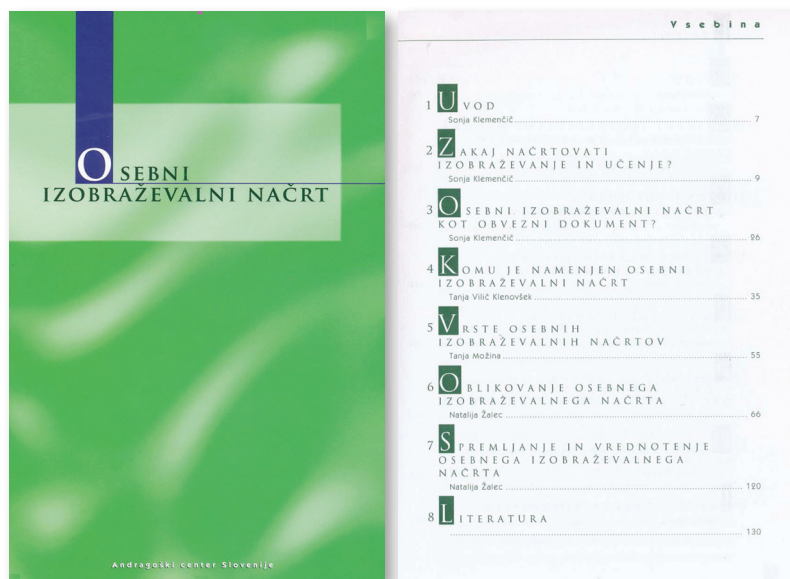 OSEBNI
IZOBRAŽEVALNI NAČRT
Andragoški center Slovenije
Vsebina
1 UVOD
Sonja Klemenčič 7
2 ZAKAJ NAČRTOVATI
IZOBRAŽEVANJE IN UČENJE?
Sonja Klemenčič 9
3 OSEBNI IZOBRAŽEVALNI NAČRT
KOT OBVEZNI DOKUMENT?
Sonja Klemenčič 26
4 KOMU JE NAMENJEN OSEBNI
IZOBRAŽEVALNI NAČRT
Tanja Vilič Klenovšek 35
5 VRSTE OSEBNIH
IZOBRAŽEVALNIH NAČRTOV
Tanja Možina 55
6 OBLIKOVANJE OSEBNEGA
IZOBRAŽEVALNEGA NAČRTA
Natalija Žalec 66
7 SPREMLJANJE IN VREDNOTENJE
OSEBNEGA IZOBRAŽEVALNEGA
NAČRTA
Natalija Žalec 120
8 LITERATURA
130